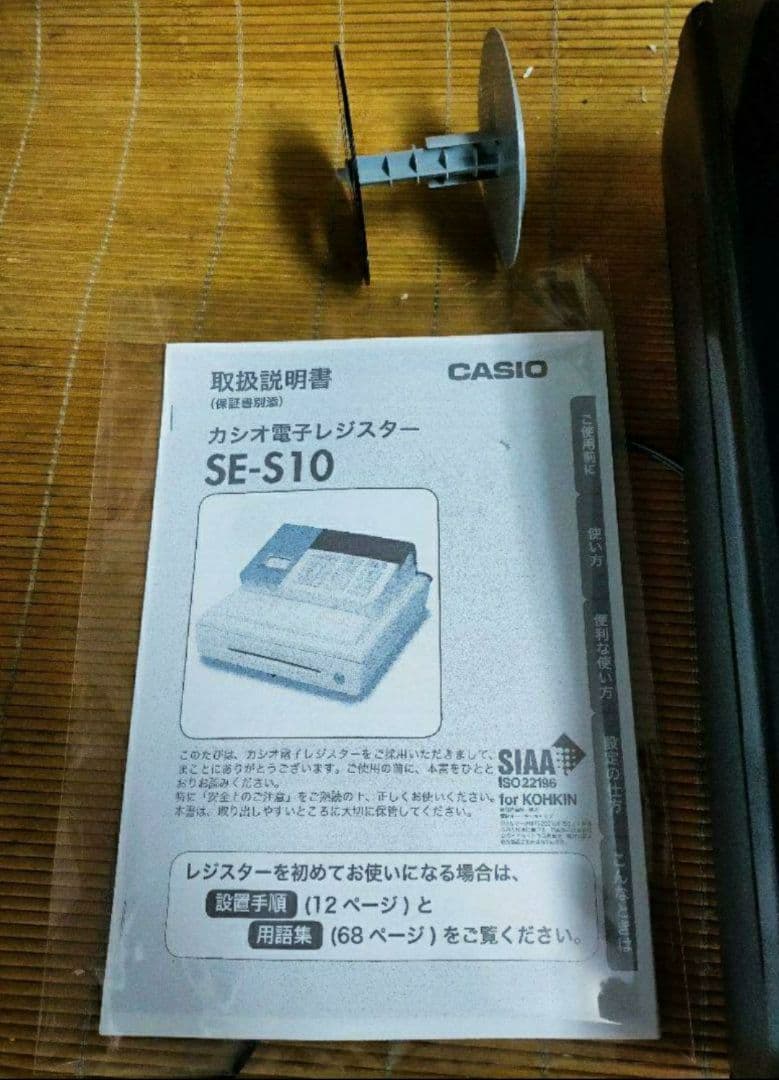 取扱説明書
(保証書別添)
CASIO
カシオ電子レジスター
SE-S10
ご使用前に
使い方
便利な使い方
設定の仕方
こんなときは
このたびは、カシオ電子レジスターをご採用いただきまして、
まことにありがとうございます。ご使用の前に、本書をひとと
おりお読みください。
特に「安全上のご注意」をご熟読の上、正しくお使いください。
本書は、取り出しやすいところに大切に保管してください。
SIAA
ISO 22196
for KOHKIN
レジスターを初めてお使いになる場合は、
設置手順 (12ページ)と
用語集 (68ページ)をご覧ください。